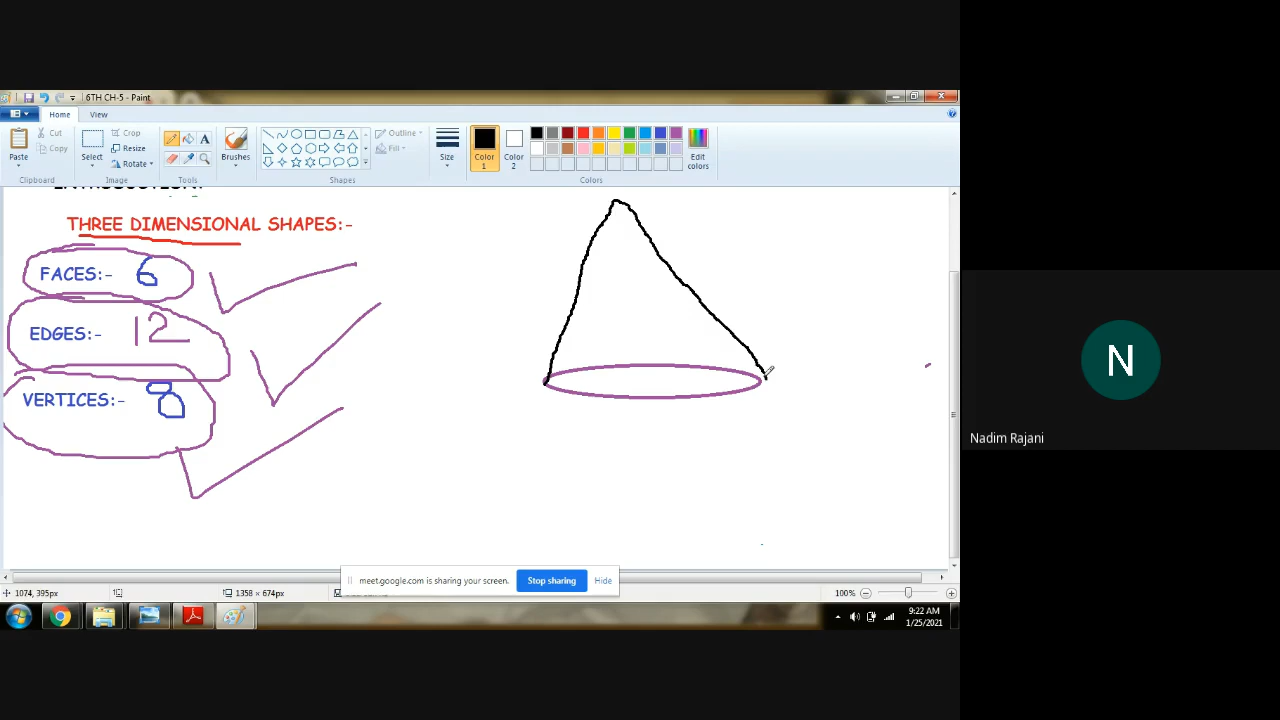 6TH CH-5 - Paint
Home
View
Paste
Cut
Copy
Clipboard
Select
Crop
Resize
Rotate
Image
A
Tools
Brushes
Outline
Fill
Shapes
Size
Color 1
Color 2
Edit colors
Colors
THREE DIMENSIONAL SHAPES:-
FACES:- 6
EDGES:- 12
VERTICES:- 8
meet.google.com is sharing your screen.
Stop sharing
Hide
1074, 395px
1358 × 674px
100%
9:22 AM
1/25/2021
N
Nadim Rajani